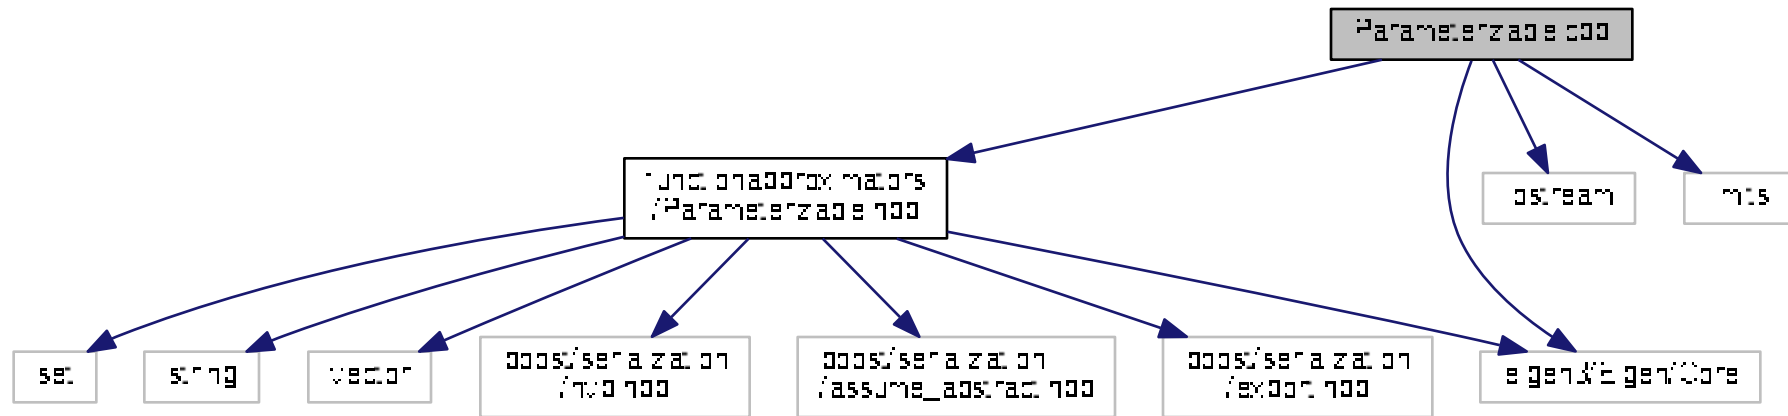 Parameterizable.cpp
functionapproximators
/Parameterizable.hpp
iostream
set
string
vector
boost/serialization
/nvp.hpp
boost/serialization
/assume_abstract.hpp
boost/serialization
/export.hpp
eigen3/Eigen/Core